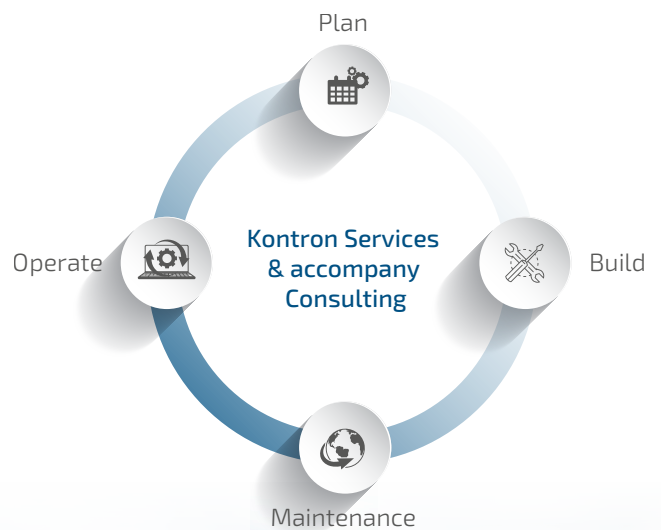 Plan
Kontron Services
& accompany
Consulting
Operate
Build
Maintenance